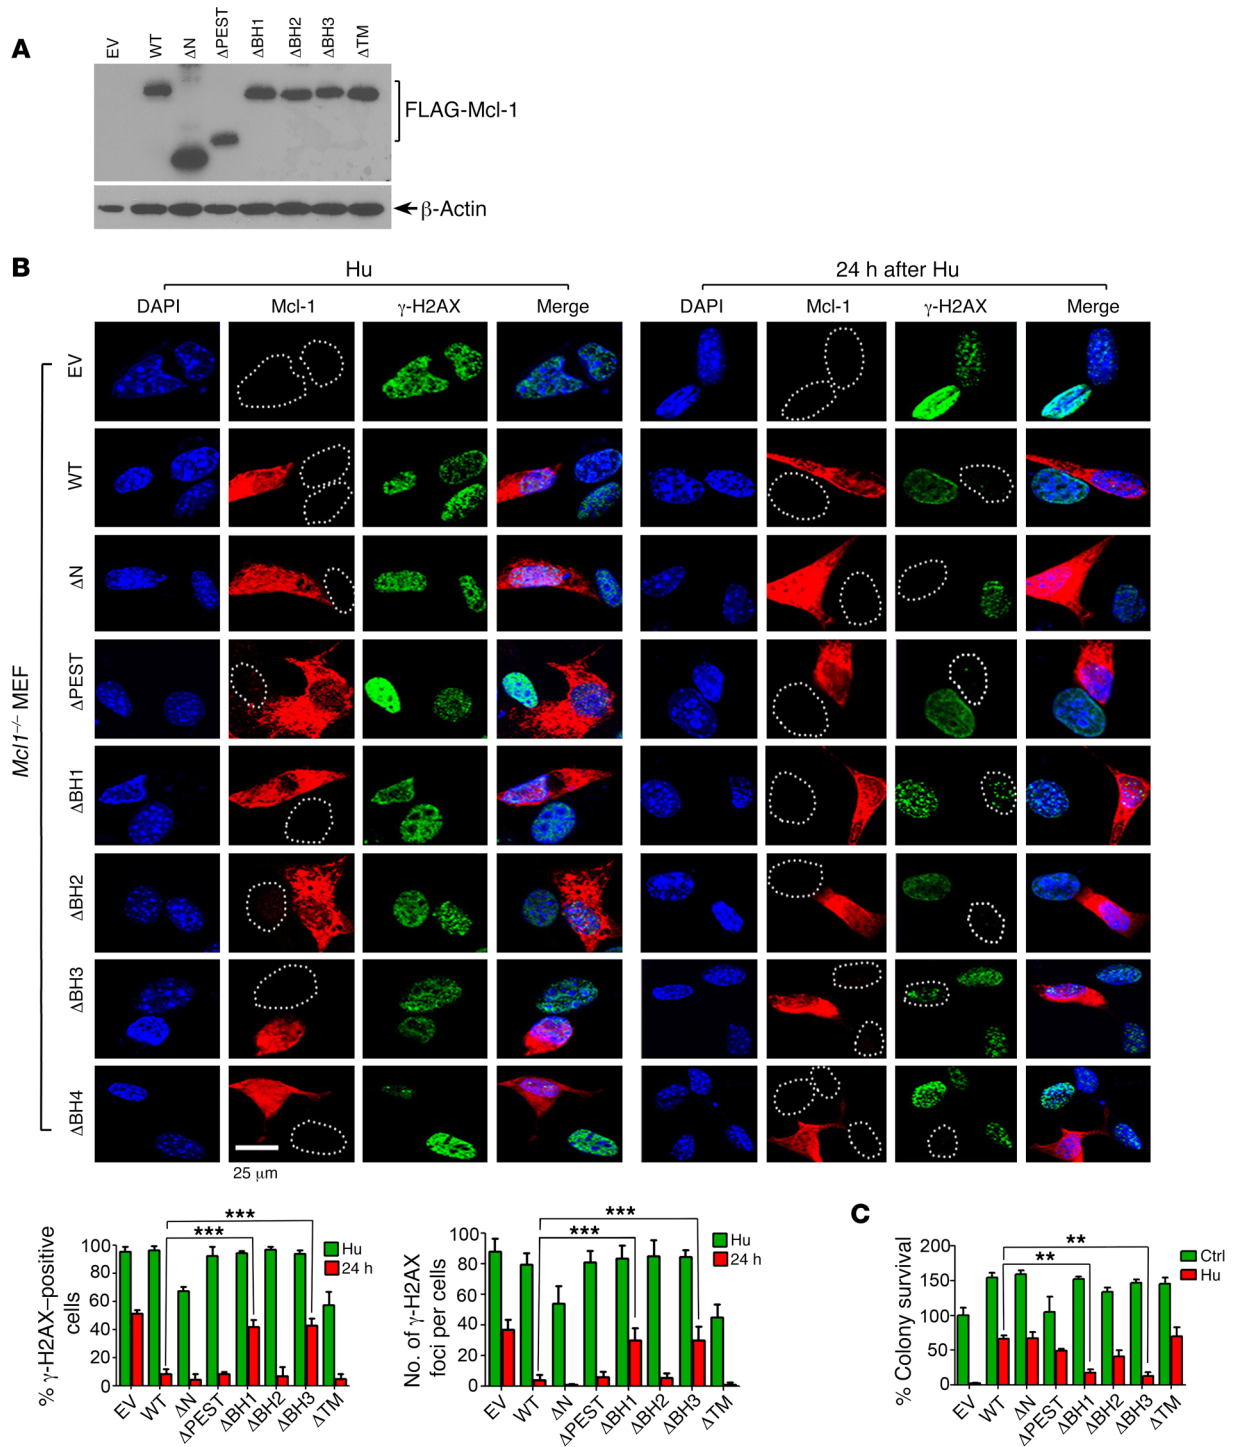 A
EV
WT
ΔN
ΔPEST
ΔBH1
ΔBH2
ΔBH3
ΔTM
FLAG-Mcl-1
β-Actin
B
Hu
24 h after Hu
DAPI Mcl-1 γ-H2AX Merge DAPI Mcl-1 γ-H2AX Merge
Mcl1–/– MEF
EV
WT
ΔN
ΔPEST
ΔBH1
ΔBH2
ΔBH3
ΔBH4
25 μm
% γ-H2AX–positive
cells
100
80
60
40
20
0
***
***
Hu
24 h
EV WT ΔN ΔPEST ΔBH1 ΔBH2 ΔBH3 ΔTM
No. of γ-H2AX
foci per cells
100
80
60
40
20
0
***
***
Hu
24 h
EV WT ΔN ΔPEST ΔBH1 ΔBH2 ΔBH3 ΔTM
C
% Colony survival
200
150
100
50
0
**
**
Ctrl
Hu
EV WT ΔN ΔPEST ΔBH1 ΔBH2 ΔBH3 ΔTM